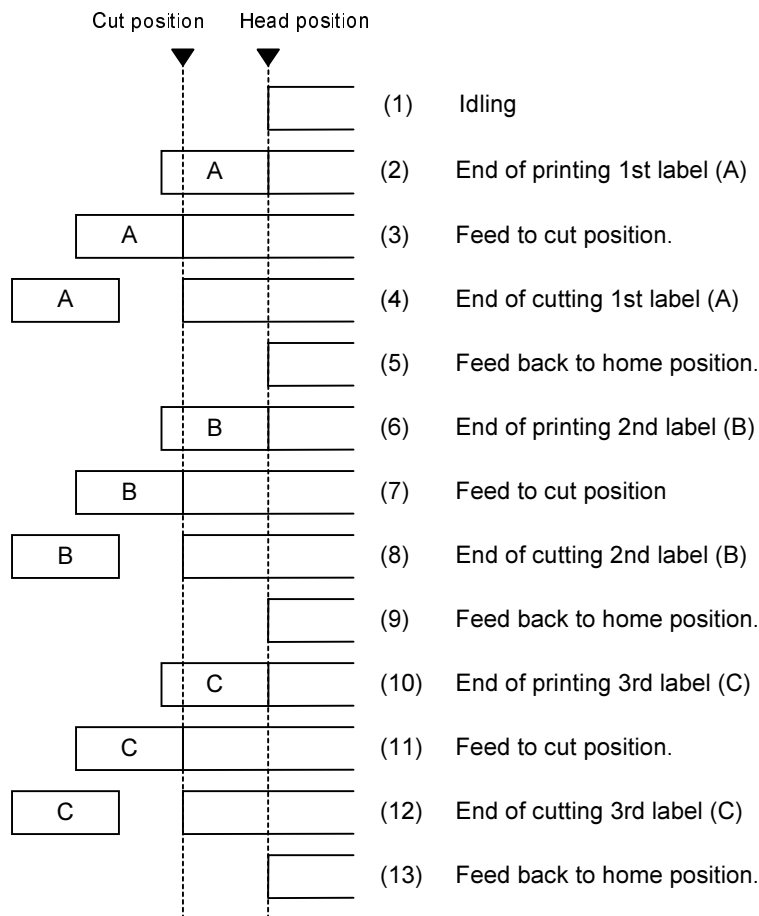 Cut position Head position
(1) Idling
A (2) End of printing 1st label (A)
A (3) Feed to cut position.
A (4) End of cutting 1st label (A)
(5) Feed back to home position.
B (6) End of printing 2nd label (B)
B (7) Feed to cut position
B (8) End of cutting 2nd label (B)
(9) Feed back to home position.
C (10) End of printing 3rd label (C)
C (11) Feed to cut position.
C (12) End of cutting 3rd label (C)
(13) Feed back to home position.